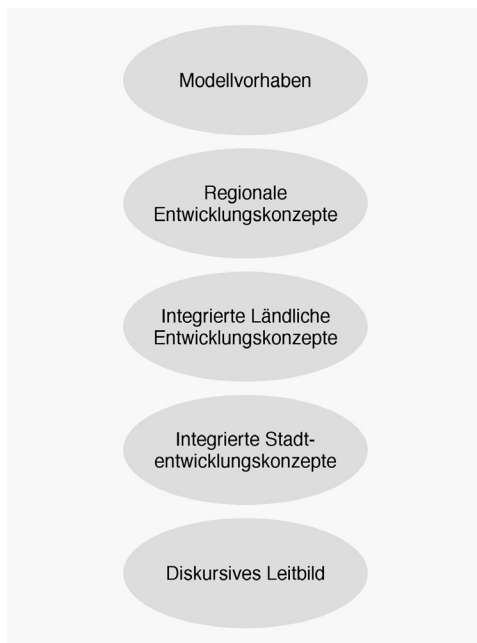 Modellvorhaben
Regionale
Entwicklungskonzepte
Integrierte Ländliche
Entwicklungskonzepte
Integrierte Stadt-
entwicklungskonzepte
Diskursives Leitbild